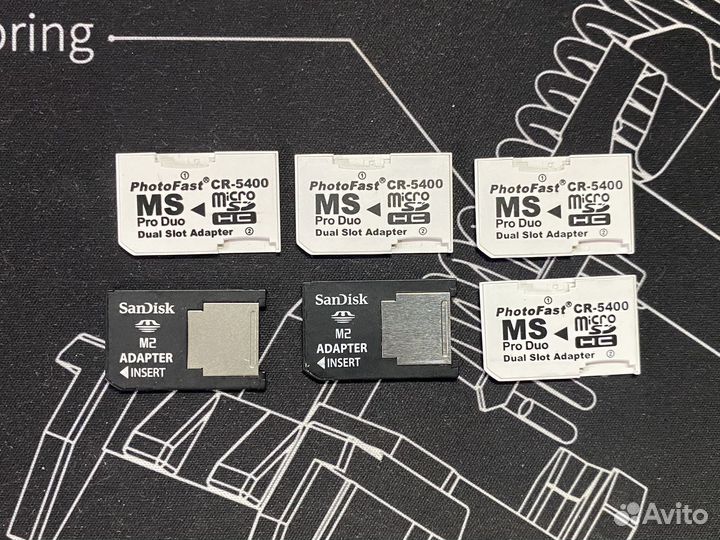 pring
①
PhotoFast® CR-5400
MS ◄ micro SD HC
Pro Duo
Dual Slot Adapter ②
①
PhotoFast® CR-5400
MS ◄ micro SD HC
Pro Duo
Dual Slot Adapter ②
①
PhotoFast® CR-5400
MS ◄ micro SD HC
Pro Duo
Dual Slot Adapter ②
SanDisk
M2
ADAPTER
◁ INSERT
SanDisk
M2
ADAPTER
◁ INSERT
①
PhotoFast® CR-5400
MS ◄ micro SD HC
Pro Duo
Dual Slot Adapter ②
Avito